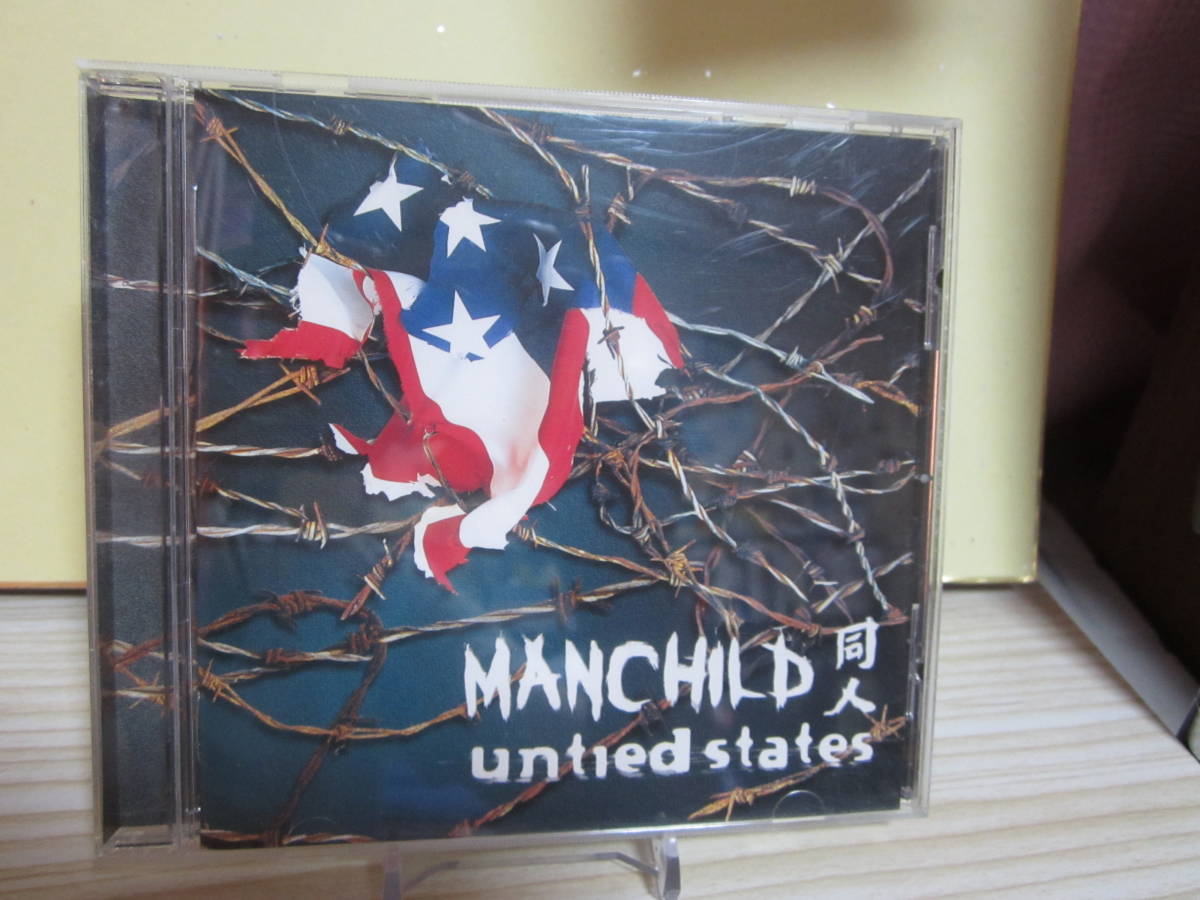 MANCHILD 同人
untied states